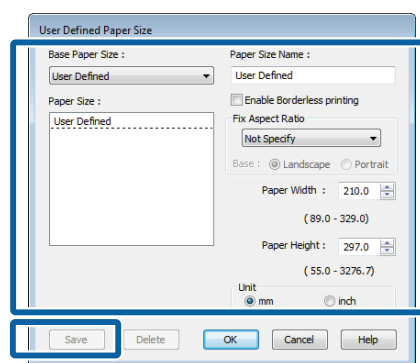 User Defined Paper Size
Base Paper Size :
User Defined
Paper Size :
User Defined
Paper Size Name :
User Defined
Enable Borderless printing
Fix Aspect Ratio
Not Specify
Base : Landscape Portrait
Paper Width : 210.0
( 89.0 - 329.0)
Paper Height : 297.0
( 55.0 - 3276.7)
Unit
mm inch
Save Delete OK Cancel Help